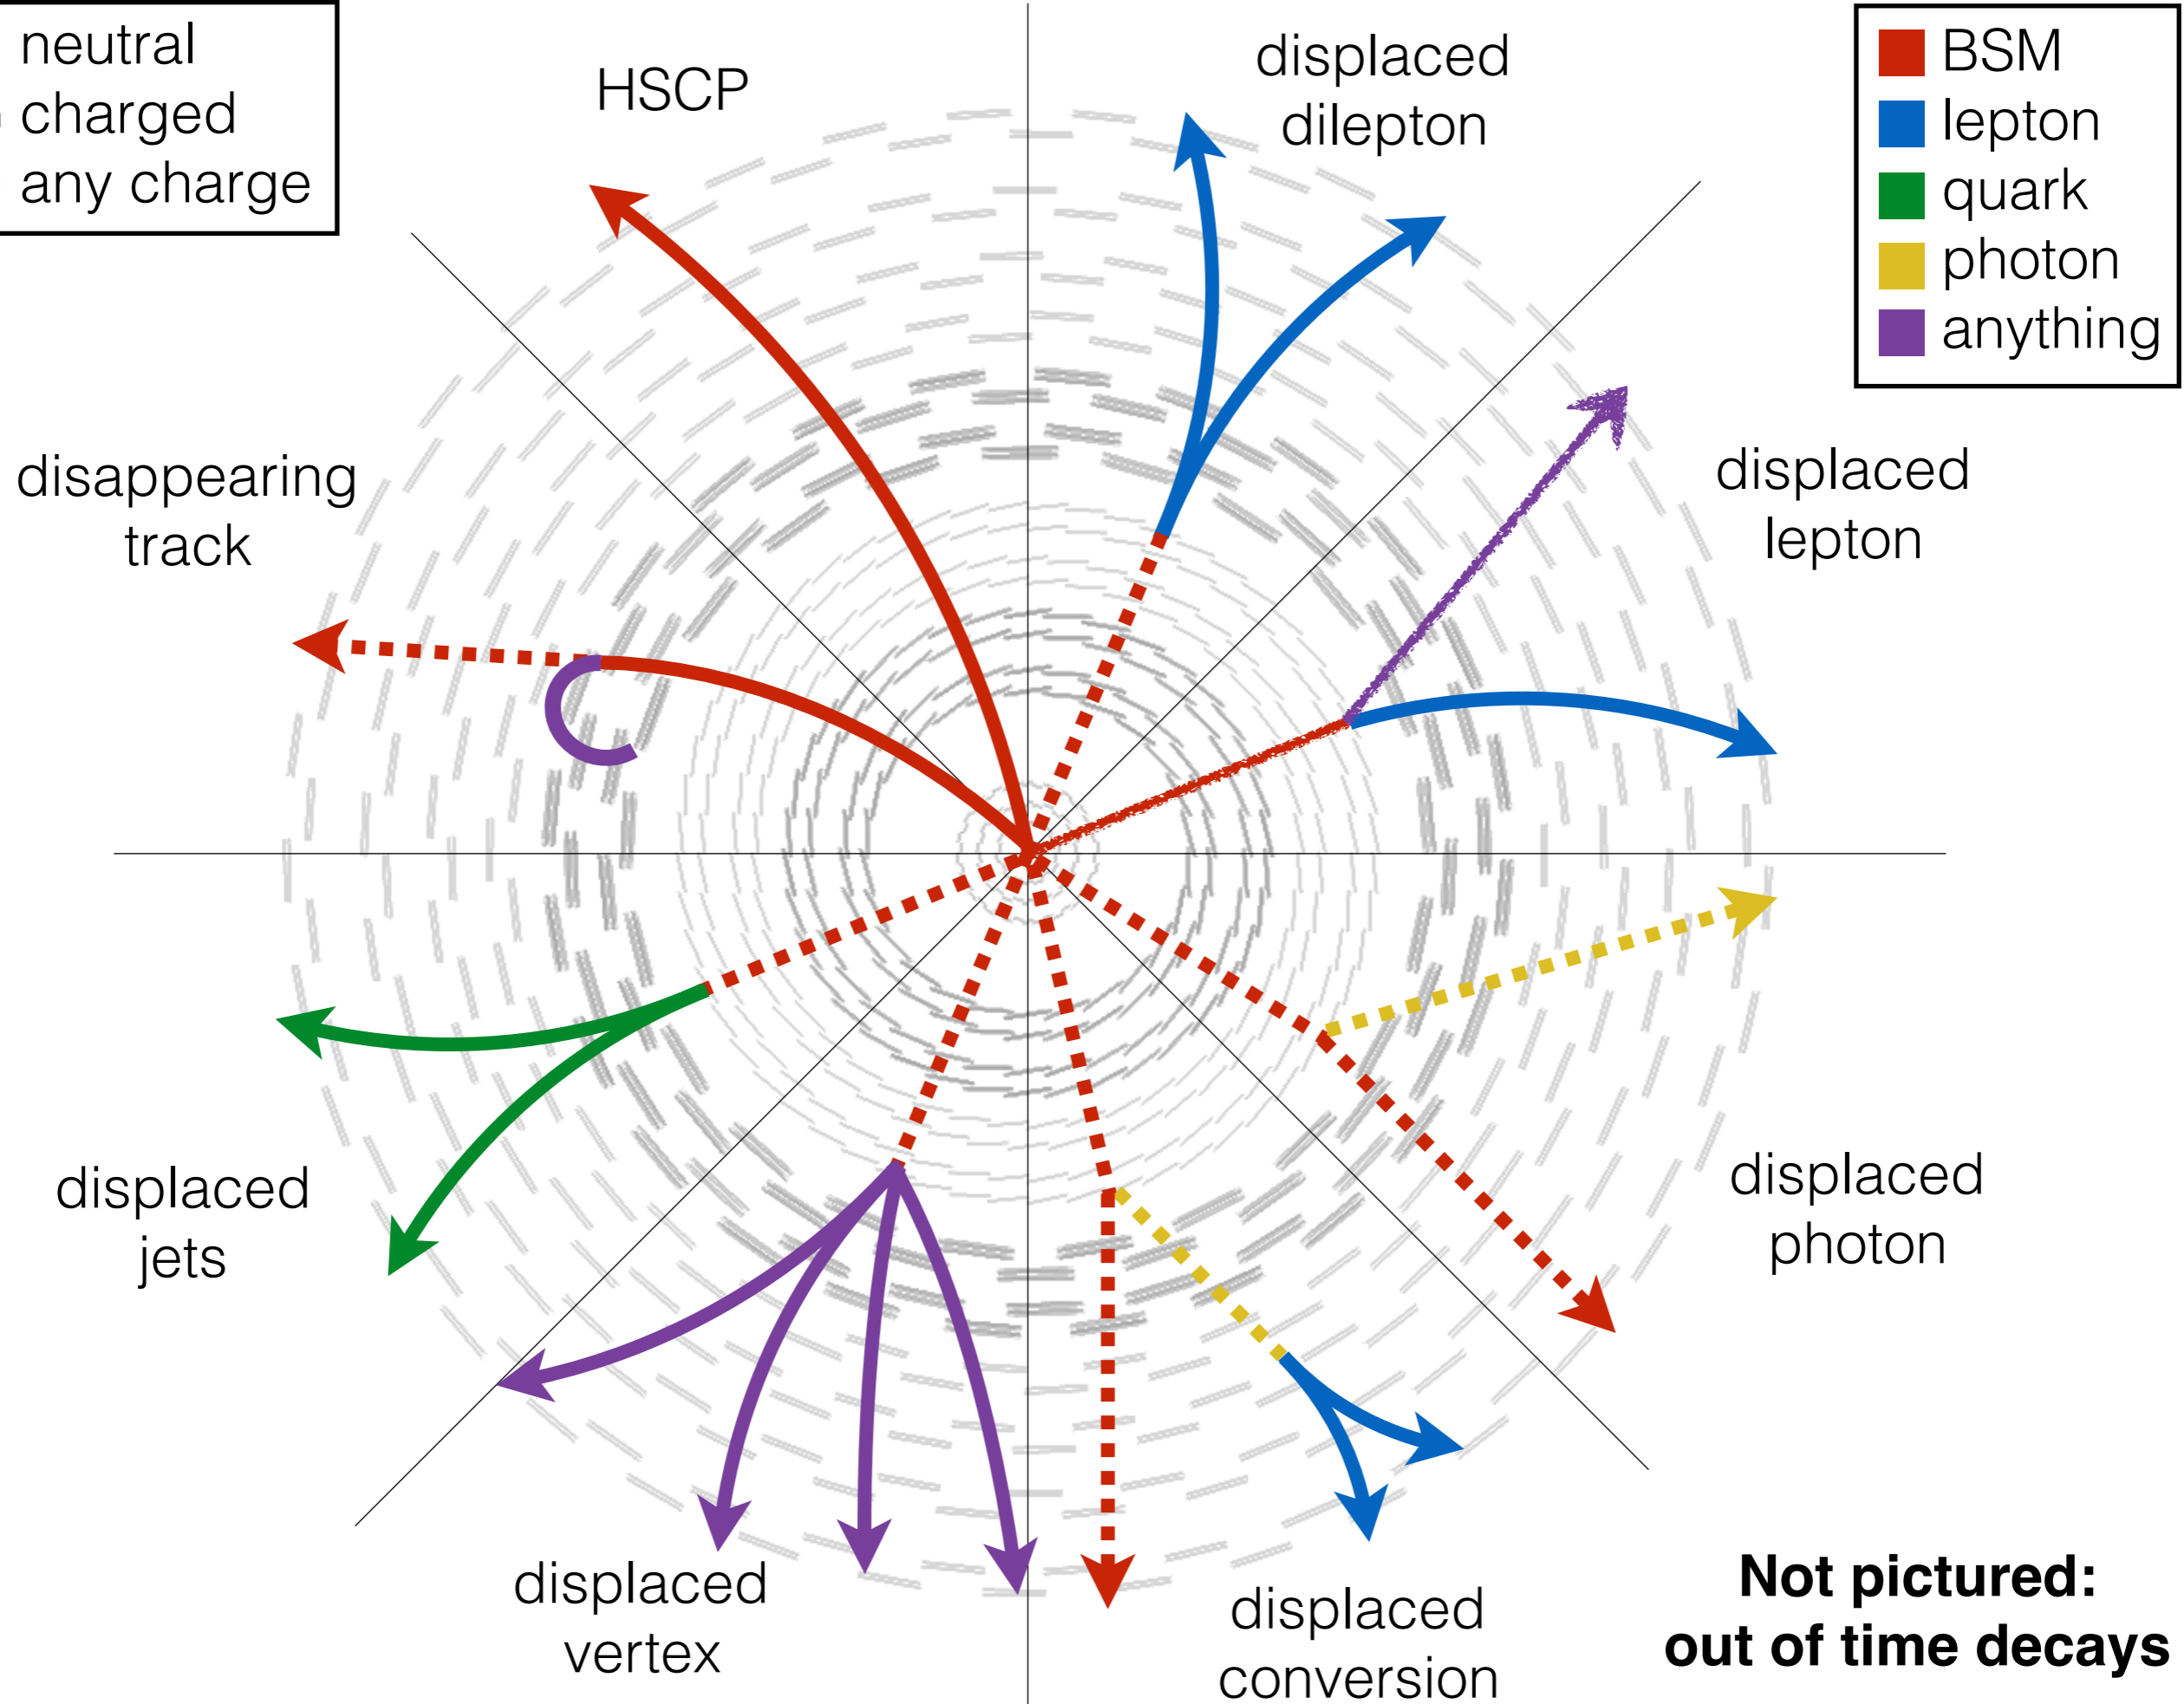 neutral
charged
any charge
HSCP
displaced
dilepton
BSM
lepton
quark
photon
anything
disappearing
track
displaced
lepton
displaced
jets
displaced
photon
displaced
vertex
displaced
conversion
Not pictured:
out of time decays